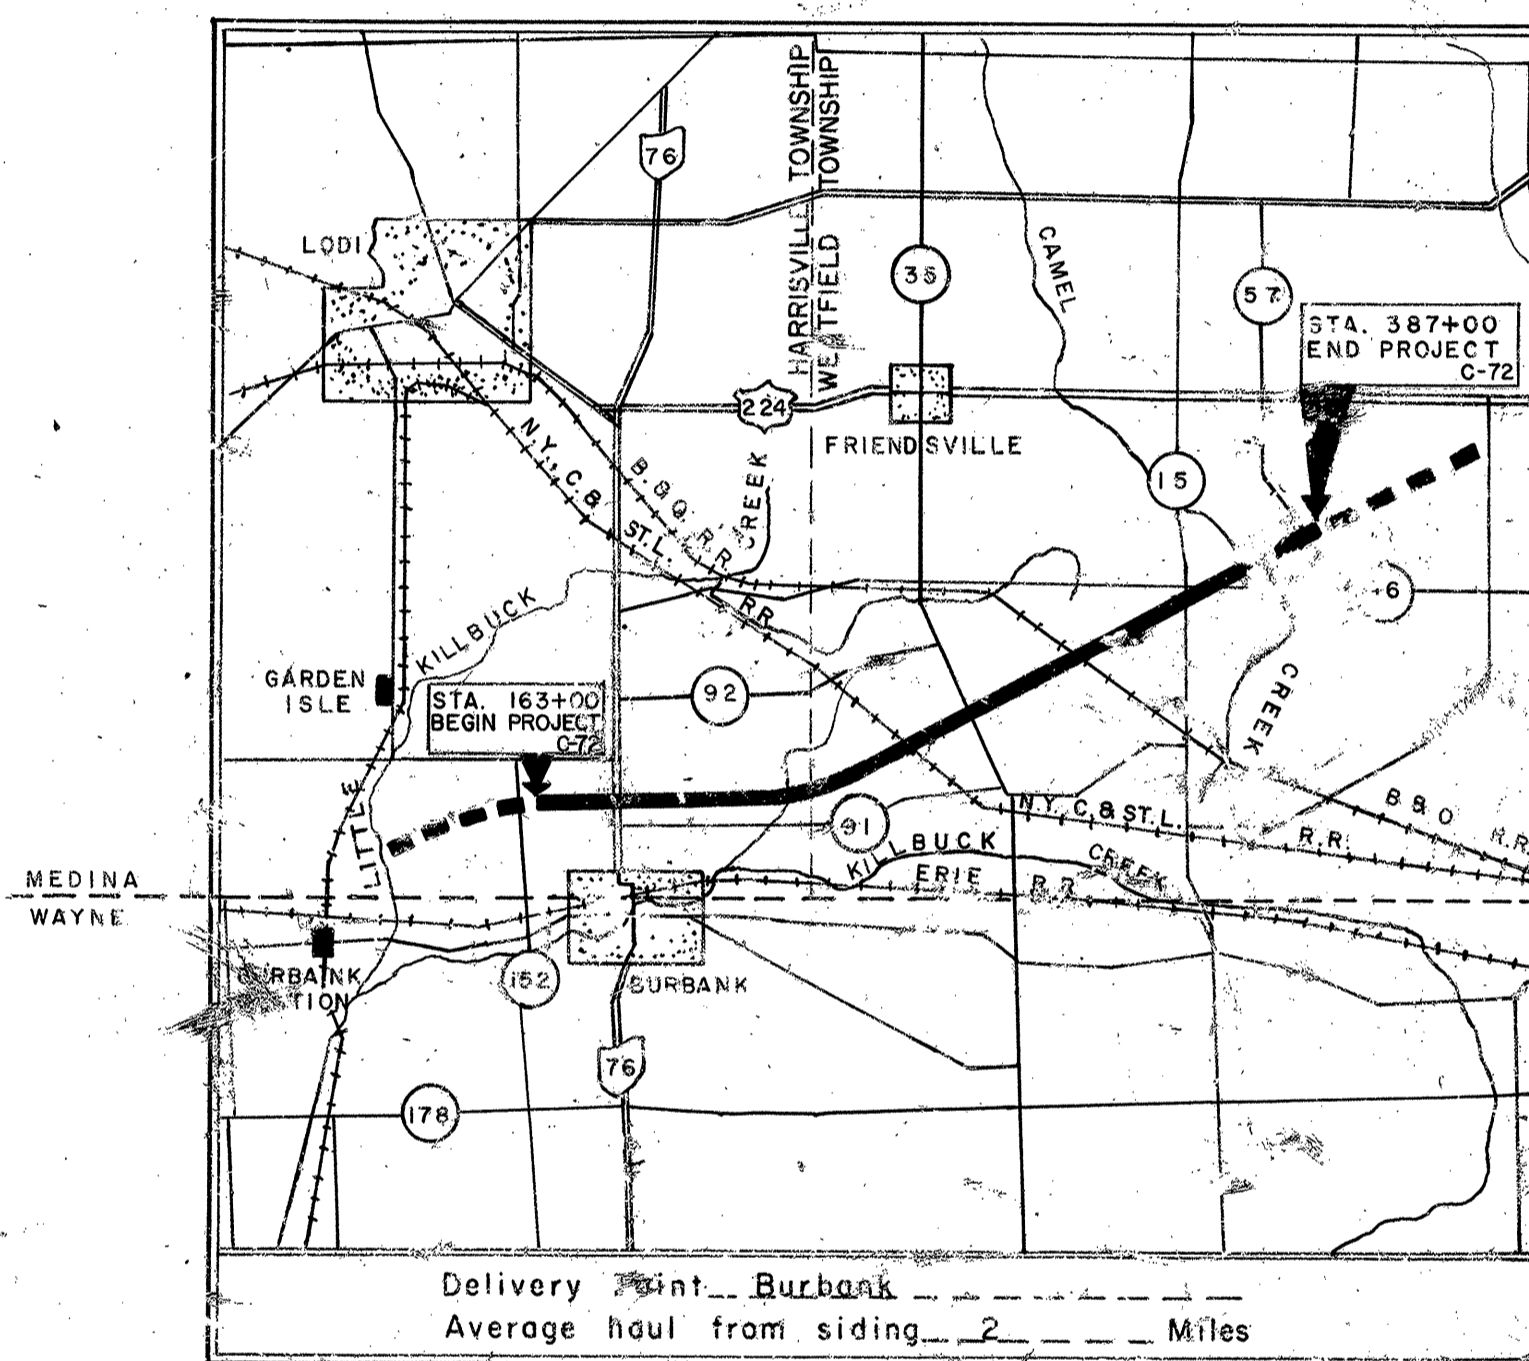 HARRISVILLE TOWNSHIP
WESTFIELD TOWNSHIP
76
LODI
CAMEL
35
57
STA. 387+00
END PROJECT
C-72
224
FRIENDSVILLE
N.Y., C. &
ST. L.
R R
B. & O. R. R.
CREEK
15
6
KILLBUCK
GARDEN
ISLE
STA. 163+00
BEGIN PROJECT
C-72
92
CREEK
LITTLE
91
N.Y., C. & ST. L.
R.R.
B & O
R.R.
KILLBUCK
CREEK
ERIE
R.R.
MEDINA
WAYNE
152
BURBANK
76
178
Delivery Burbank
Average haul from siding 2 Miles